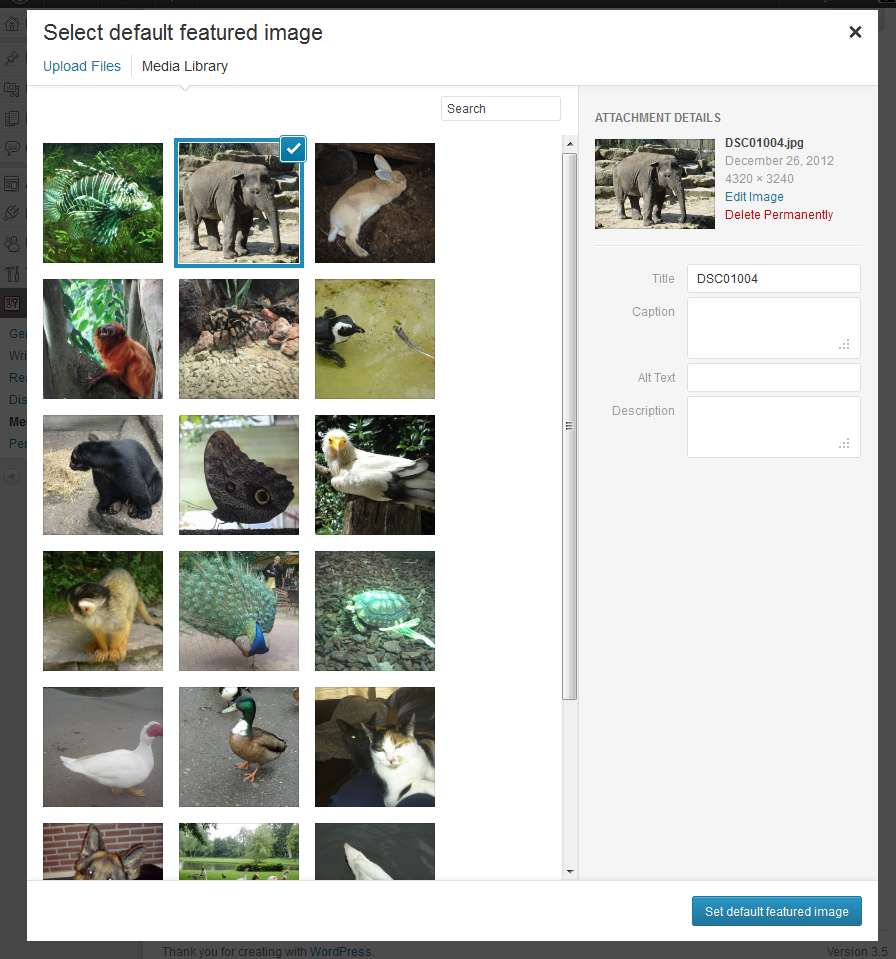 Select default featured image
Upload Files
Media Library
Search
ATTACHMENT DETAILS
DSC01004.jpg
December 26, 2012
4320 × 3240
Edit Image
Delete Permanently
Title
DSC01004
Caption
Alt Text
Description
Set default featured image
Thank you for creating with WordPress.
Version 3.5